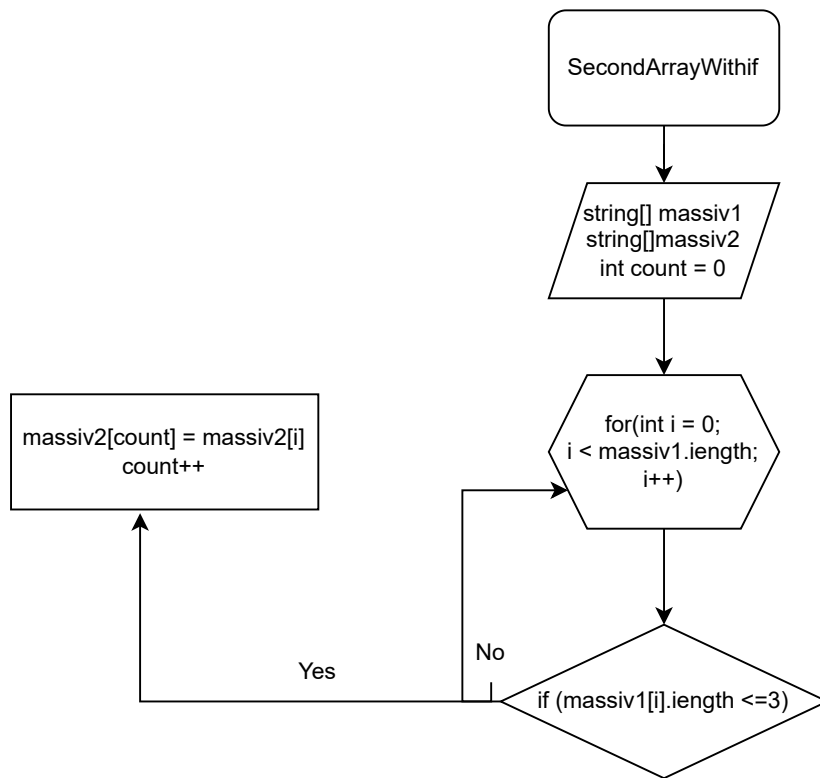 SecondArrayWithif
string[] massiv1
string[]massiv2
int count = 0
for(int i = 0;
i < massiv1.iength;
i++)
massiv2[count] = massiv2[i]
count++
No
Yes
if (massiv1[i].iength <=3)